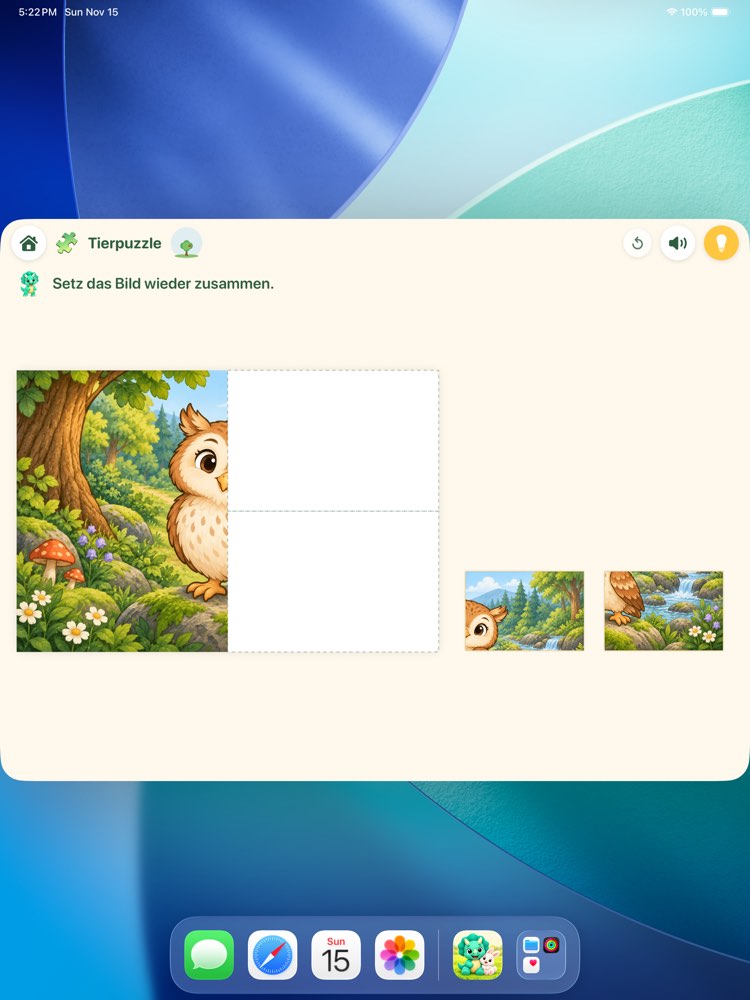 5:22 PM Sun Nov 15
100%
Tierpuzzle
Setz das Bild wieder zusammen.
Sun
15